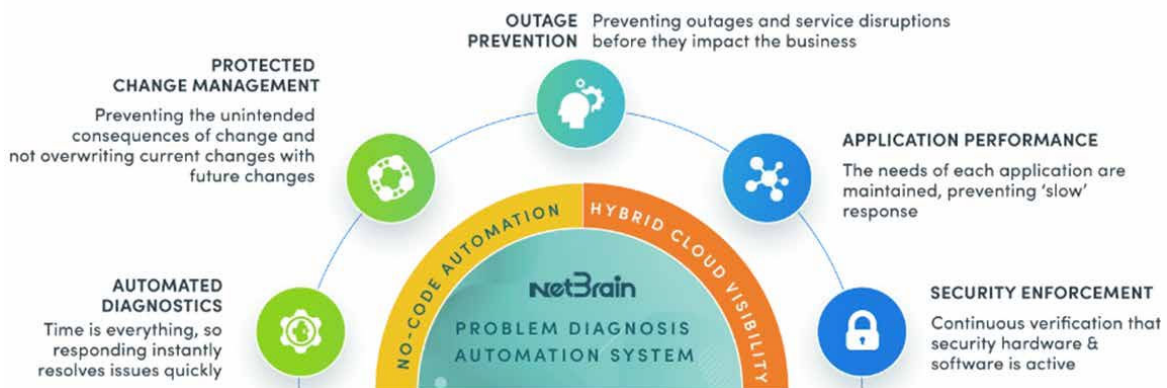 OUTAGE
PREVENTION
Preventing outages and service disruptions
before they impact the business
PROTECTED
CHANGE MANAGEMENT
Preventing the unintended
consequences of change and
not overwriting current changes with
future changes
APPLICATION PERFORMANCE
The needs of each application are
maintained, preventing ‘slow’
response
AUTOMATED
DIAGNOSTICS
Time is everything, so
responding instantly
resolves issues quickly
NO-CODE AUTOMATION
HYBRID CLOUD VISIBILITY
netBrain
PROBLEM DIAGNOSIS
AUTOMATION SYSTEM
SECURITY ENFORCEMENT
Continuous verification that
security hardware &
software is active